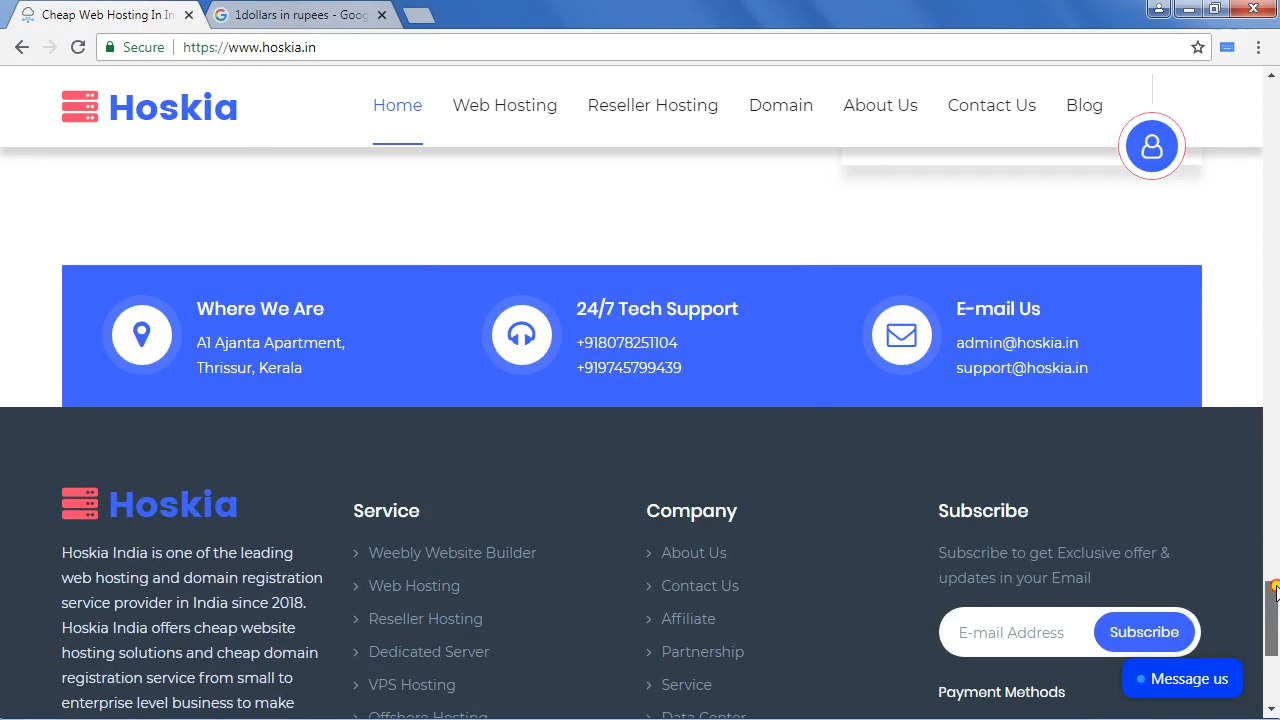 Cheap Web Hosting In In
1dollars in rupees - Goog
Secure
https://www.hoskia.in
Hoskia
Home
Web Hosting
Reseller Hosting
Domain
About Us
Contact Us
Blog
Where We Are
A1 Ajanta Apartment,
Thrissur, Kerala
24/7 Tech Support
+918078251104
+919745799439
E-mail Us
admin@hoskia.in
support@hoskia.in
Hoskia
Hoskia India is one of the leading
web hosting and domain registration
service provider in India since 2018.
Hoskia India offers cheap website
hosting solutions and cheap domain
registration service from small to
enterprise level business to make
Service
Weebly Website Builder
Web Hosting
Reseller Hosting
Dedicated Server
VPS Hosting
Offshore Hosting
Company
About Us
Contact Us
Affiliate
Partnership
Service
Data Center
Subscribe
Subscribe to get Exclusive offer &
updates in your Email
E-mail Address
Subscribe
Message us
Payment Methods